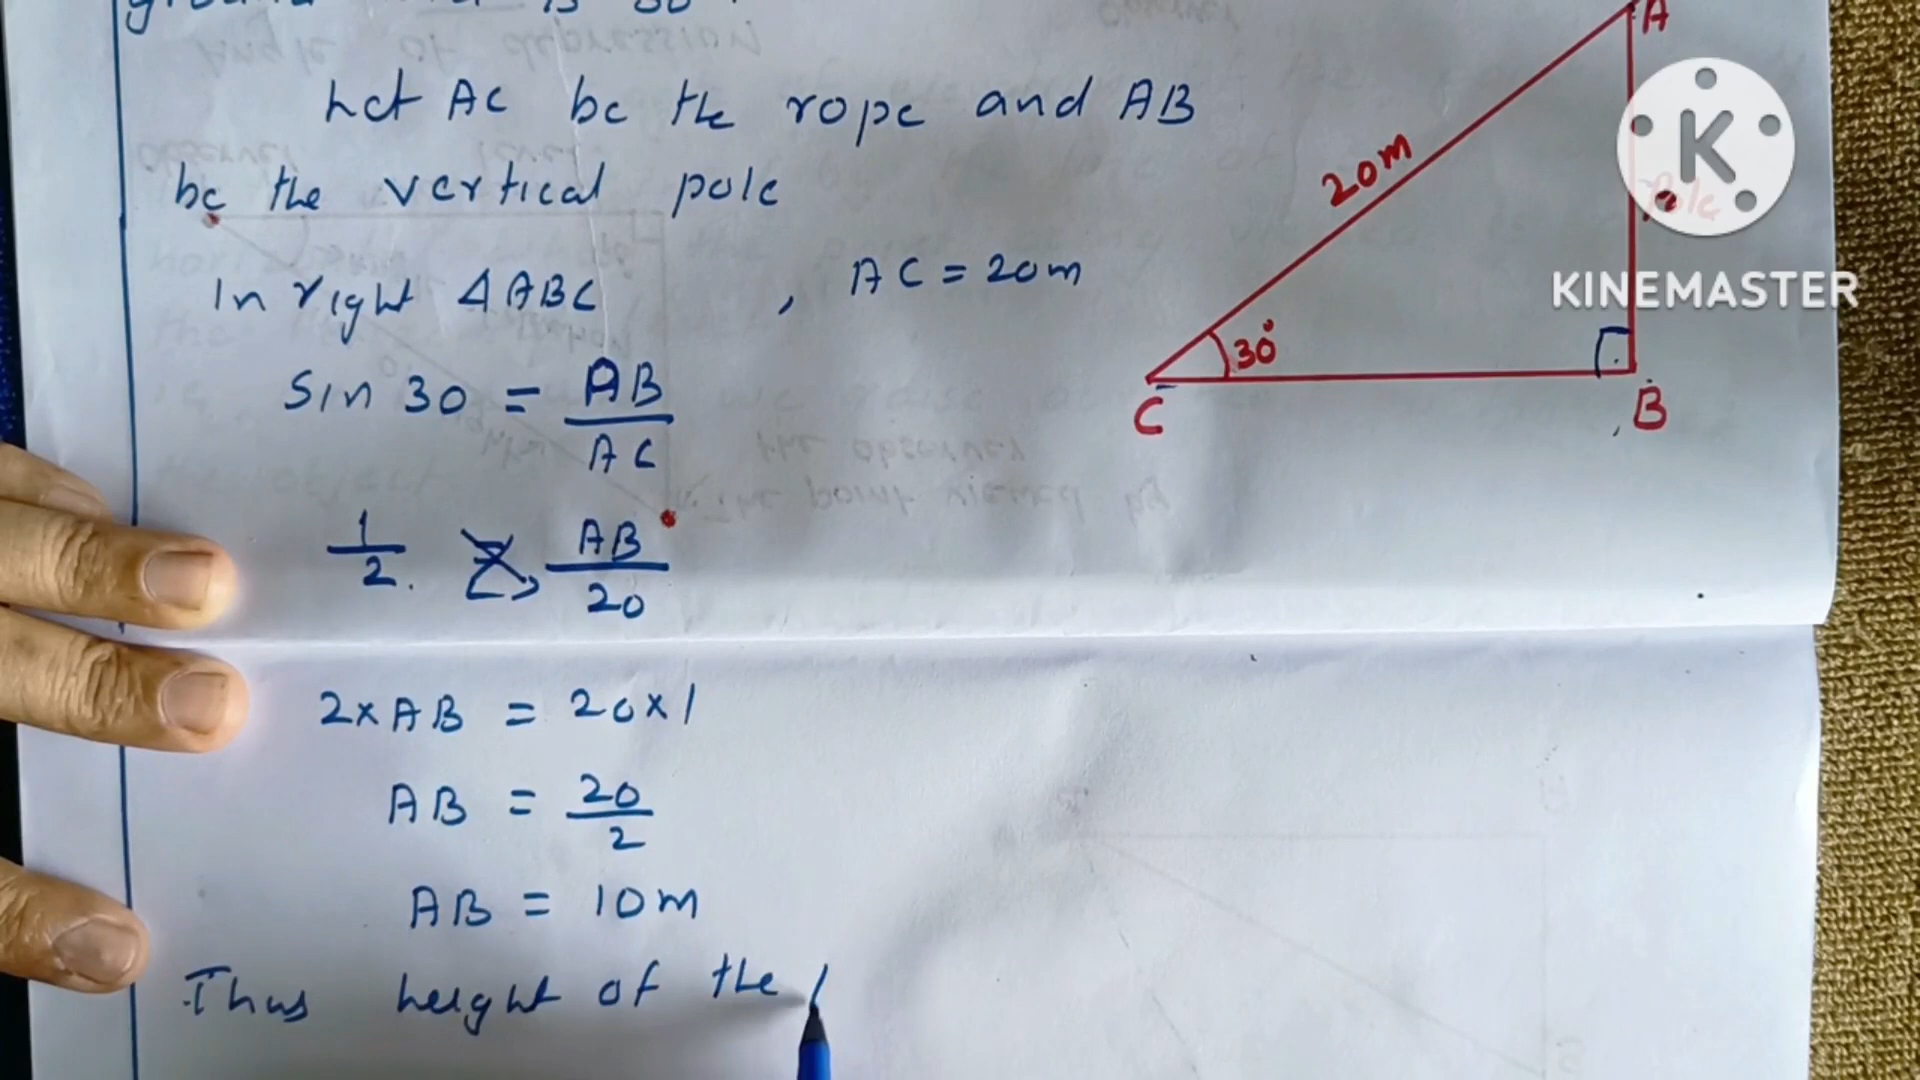 Let AC be the rope and AB
be the vertical pole
In right ΔABC , AC = 20m
Sin 30 = AB
AC
1/2 = AB/20
2×AB = 20×1
AB = 20/2
AB = 10m
Thus height of the
A
20m
Pole
30°
C
B
K
KINEMASTER